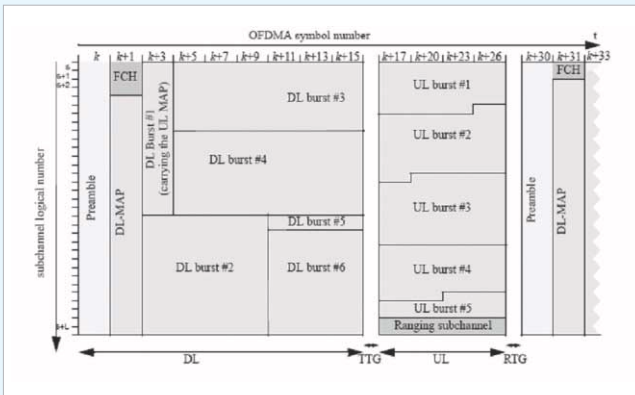 OFDMA symbol number
t
k k+1 k+3 k+5 k+7 k+9 k+11 k+13 k+15 k+17 k+20 k+23 k+26 k+30 k+31 k+33
s
s+1
s+2
s+L
subchannel logical number
Preamble
FCH
DL-MAP
DL Burst #1
(carrying the UL MAP)
DL burst #3
DL burst #4
DL burst #5
DL burst #2
DL burst #6
UL burst #1
UL burst #2
UL burst #3
UL burst #4
UL burst #5
Ranging subchannel
Preamble
FCH
DL-MAP
DL
TTG
UL
RTG